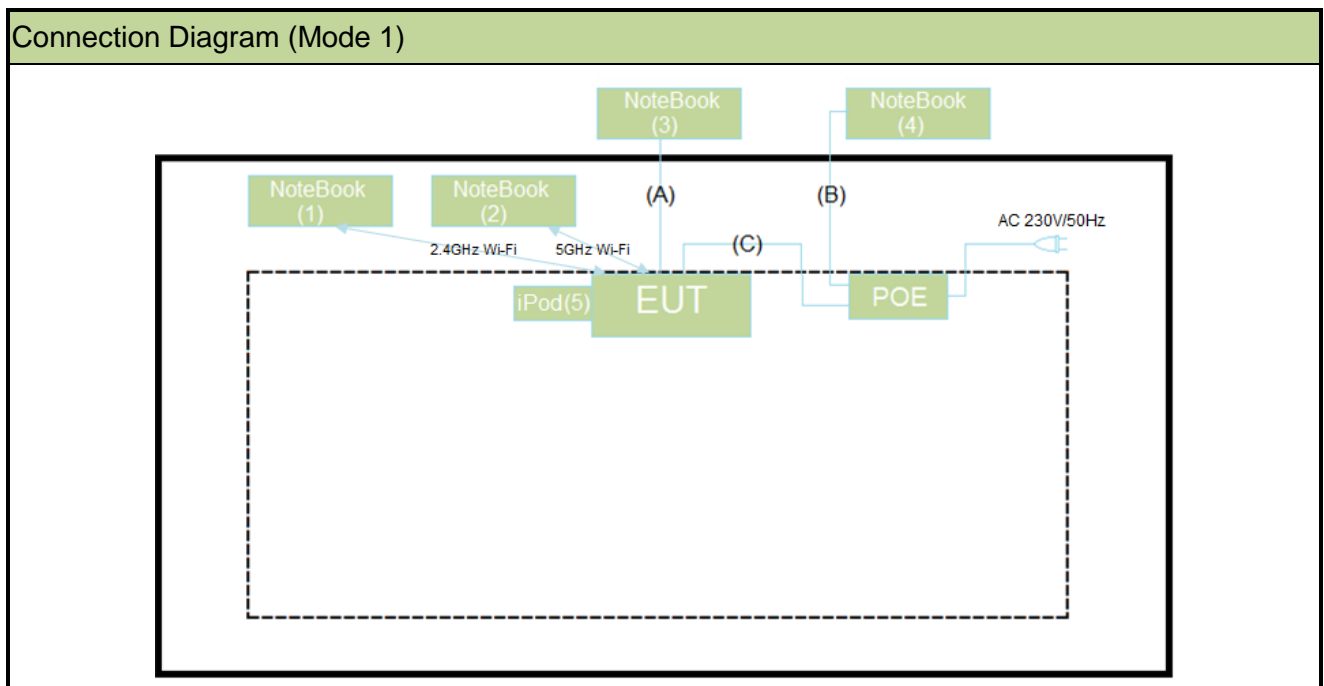 Connection Diagram (Mode 1)
NoteBook
(3)
NoteBook
(4)
NoteBook
(1)
NoteBook
(2)
(A)
(B)
AC 230V/50Hz
2.4GHz Wi-Fi
5GHz Wi-Fi
(C)
iPod(5)
EUT
POE